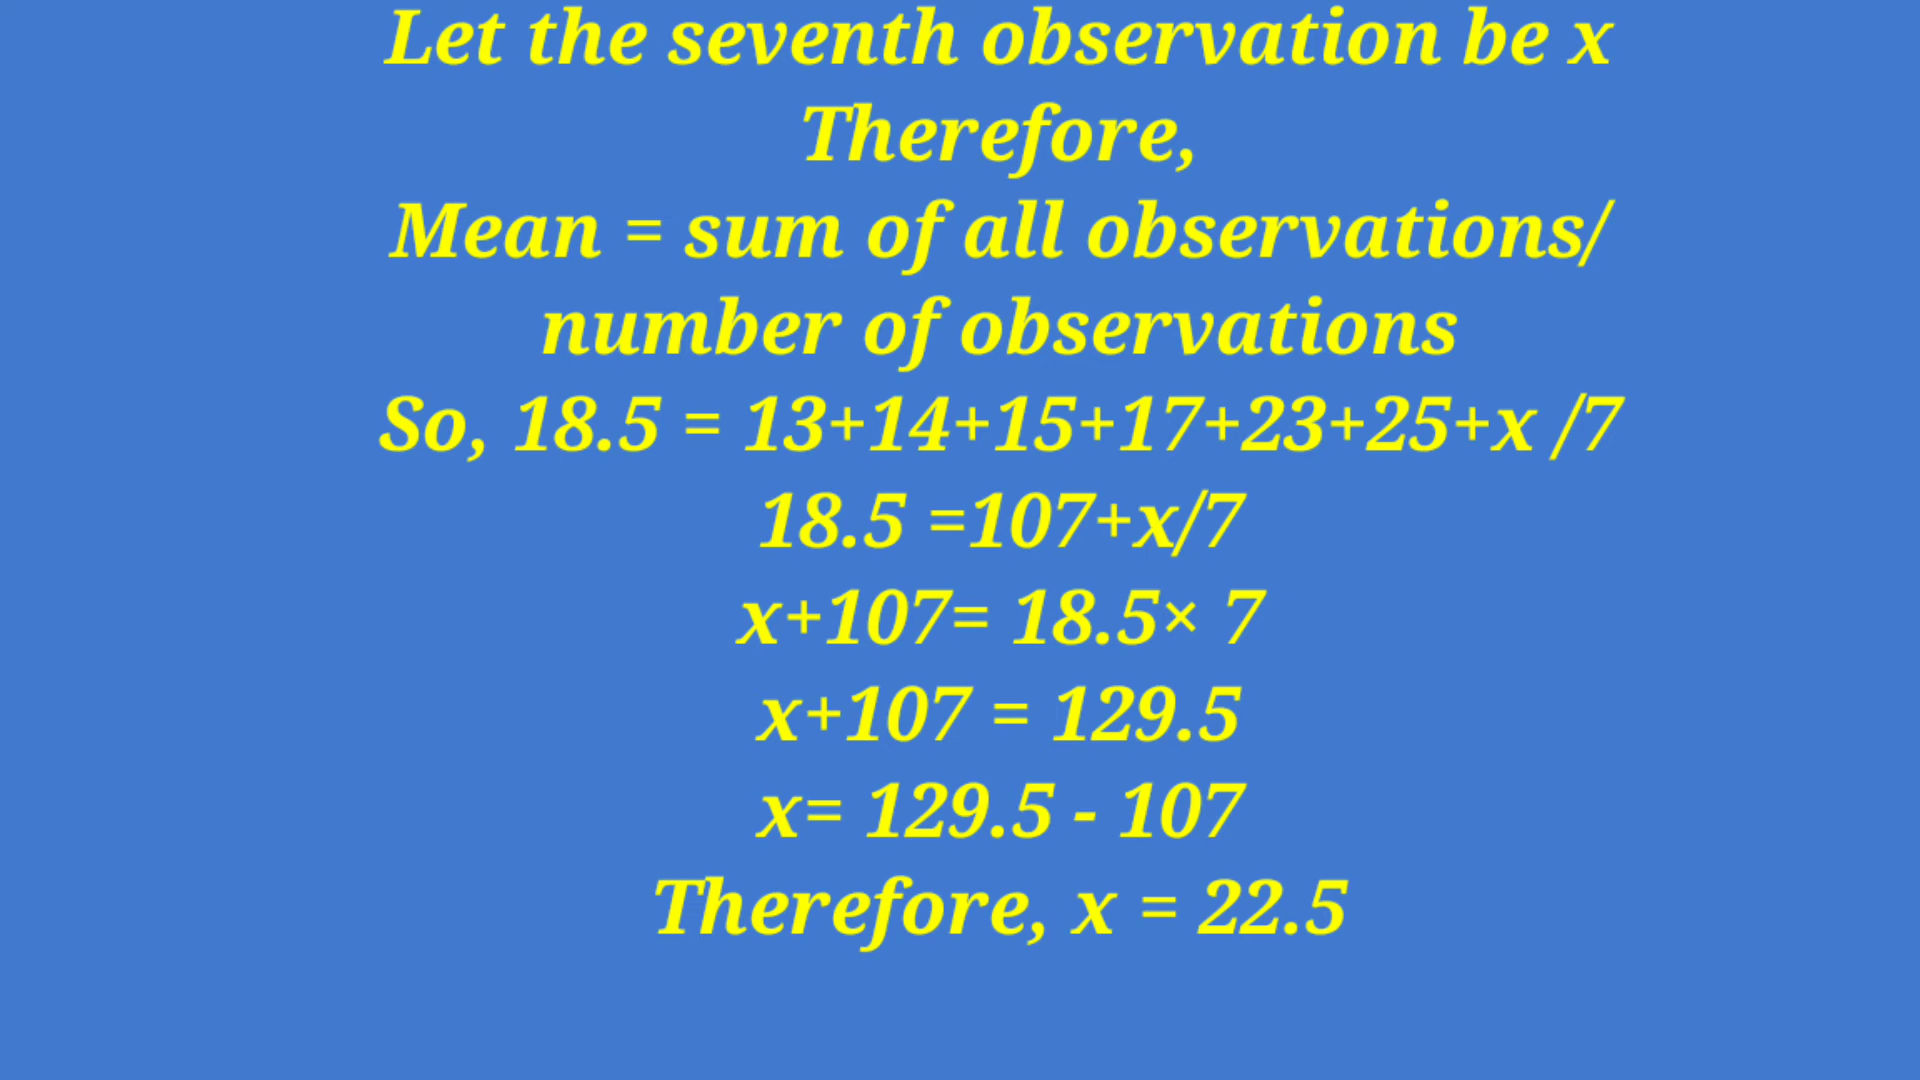 Let the seventh observation be x
Therefore,
Mean = sum of all observations/
number of observations
So, 18.5 = 13+14+15+17+23+25+x /7
18.5 =107+x/7
x+107= 18.5× 7
x+107 = 129.5
x= 129.5 - 107
Therefore, x = 22.5